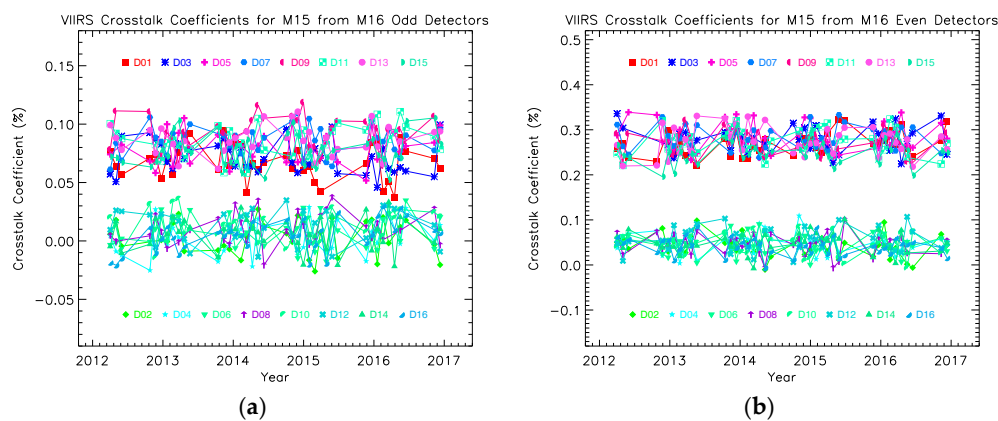 VIIRS Crosstalk Coefficients for M15 from M16 Odd Detectors
0.15
0.10
0.05
0.00
−0.05
Crosstalk Coefficient (%)
D01 D03 D05 D07 D09 D11 D13 D15
D02 D04 D06 D08 D10 D12 D14 D16
2012 2013 2014 2015 2016 2017
Year
(a)
VIIRS Crosstalk Coefficients for M15 from M16 Even Detectors
0.5
0.4
0.3
0.2
0.1
0.0
−0.1
Crosstalk Coefficient (%)
D01 D03 D05 D07 D09 D11 D13 D15
D02 D04 D06 D08 D10 D12 D14 D16
2012 2013 2014 2015 2016 2017
Year
(b)